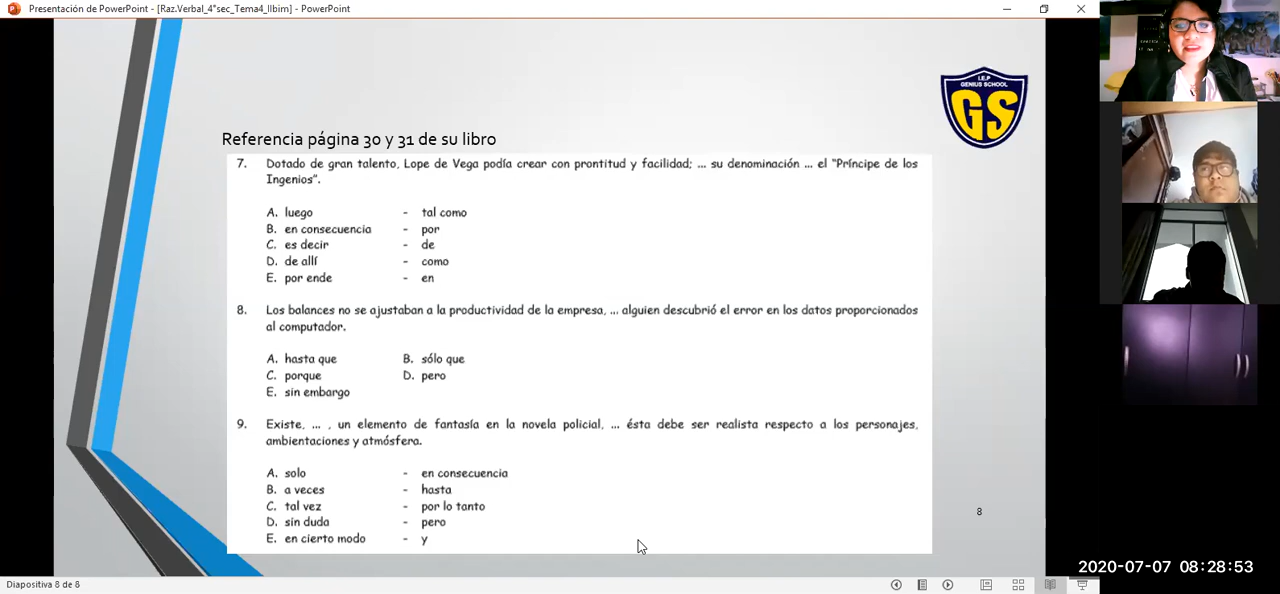 Presentación de PowerPoint - [Raz.Verbal_4°sec_Tema4_IIbim] - PowerPoint
I.E.P
GENIUS SCHOOL
GS
Referencia página 30 y 31 de su libro
7. Dotado de gran talento, Lope de Vega podía crear con prontitud y facilidad; ... su denominación ... el "Príncipe de los
Ingenios".
A. luego - tal como
B. en consecuencia - por
C. es decir - de
D. de allí - como
E. por ende - en
8. Los balances no se ajustaban a la productividad de la empresa, ... alguien descubrió el error en los datos proporcionados
al computador.
A. hasta que B. sólo que
C. porque D. pero
E. sin embargo
9. Existe, ... , un elemento de fantasía en la novela policial, ... ésta debe ser realista respecto a los personajes,
ambientaciones y atmósfera.
A. solo - en consecuencia
B. a veces - hasta
C. tal vez - por lo tanto
D. sin duda - pero
E. en cierto modo - y
8
2020-07-07 08:28:53
Diapositiva 8 de 8